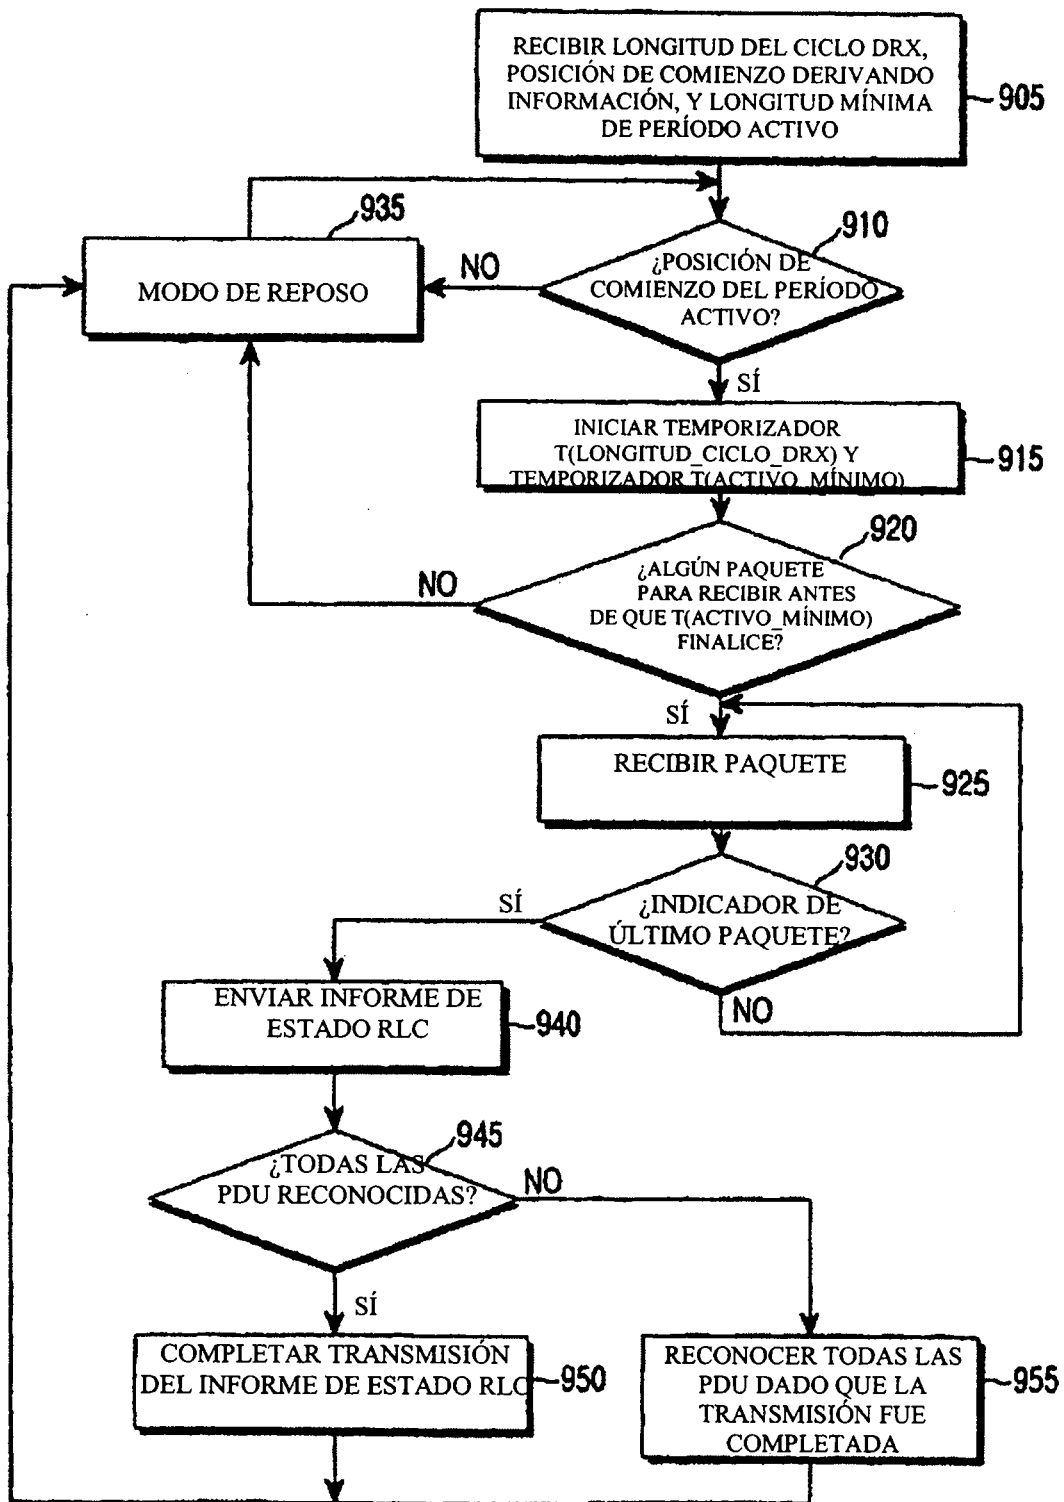 RECIBIR LONGITUD DEL CICLO DRX,
POSICIÓN DE COMIENZO DERIVANDO
INFORMACIÓN, Y LONGITUD MÍNIMA
DE PERÍODO ACTIVO
905
935
MODO DE REPOSO
NO
910
¿POSICIÓN DE
COMIENZO DEL PERÍODO
ACTIVO?
SÍ
INICIAR TEMPORIZADOR
T(LONGITUD_CICLO_DRX) Y
TEMPORIZADOR T(ACTIVO_MÍNIMO)
915
920
NO
¿ALGÚN PAQUETE
PARA RECIBIR ANTES
DE QUE T(ACTIVO_MÍNIMO)
FINALICE?
SÍ
RECIBIR PAQUETE
925
930
SÍ
¿INDICADOR DE
ÚLTIMO PAQUETE?
NO
ENVIAR INFORME DE
ESTADO RLC
940
945
¿TODAS LAS
PDU RECONOCIDAS?
NO
SÍ
COMPLETAR TRANSMISIÓN
DEL INFORME DE ESTADO RLC
950
RECONOCER TODAS LAS
PDU DADO QUE LA
TRANSMISIÓN FUE
COMPLETADA
955